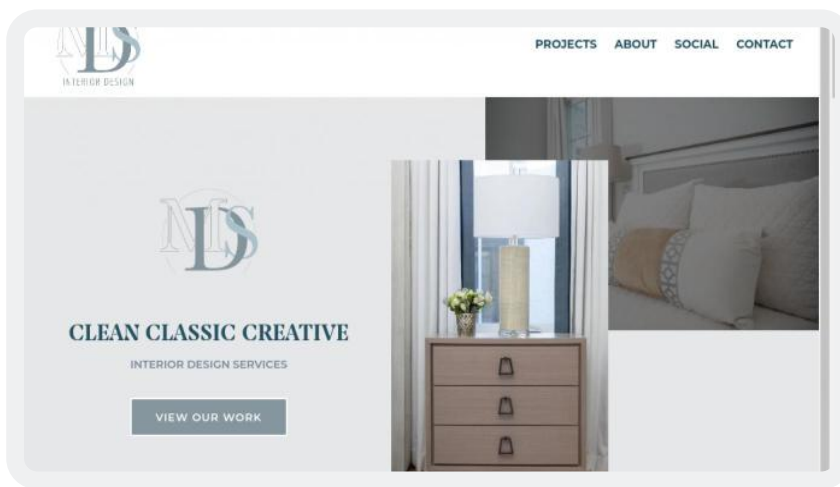 MDS
INTERIOR DESIGN
PROJECTS ABOUT SOCIAL CONTACT
MDS
CLEAN CLASSIC CREATIVE
INTERIOR DESIGN SERVICES
VIEW OUR WORK